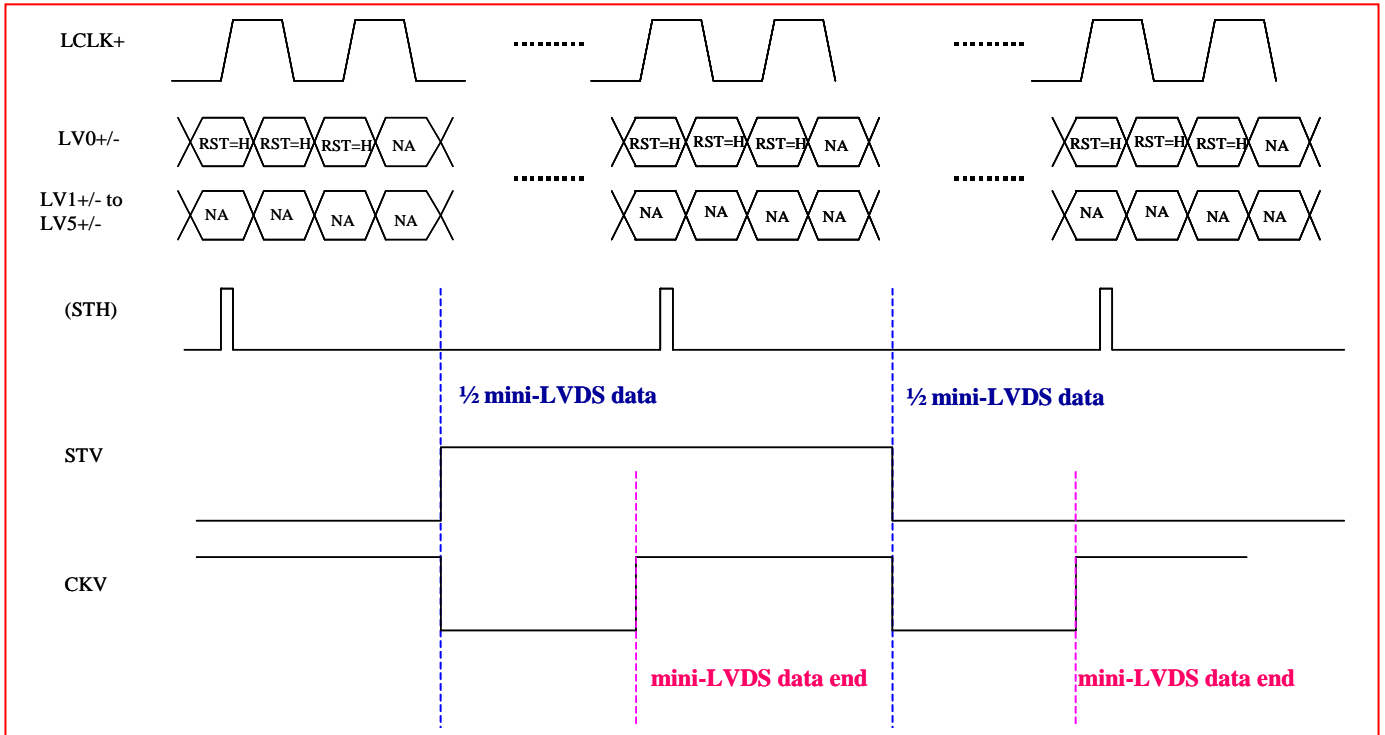 LCLK+
LV0+/-
RST=H RST=H RST=H NA
RST=H RST=H RST=H NA
RST=H RST=H RST=H NA
LV1+/- to
LV5+/-
NA NA NA NA
NA NA NA NA
NA NA NA NA
(STH)
½ mini-LVDS data
½ mini-LVDS data
STV
CKV
mini-LVDS data end
mini-LVDS data end